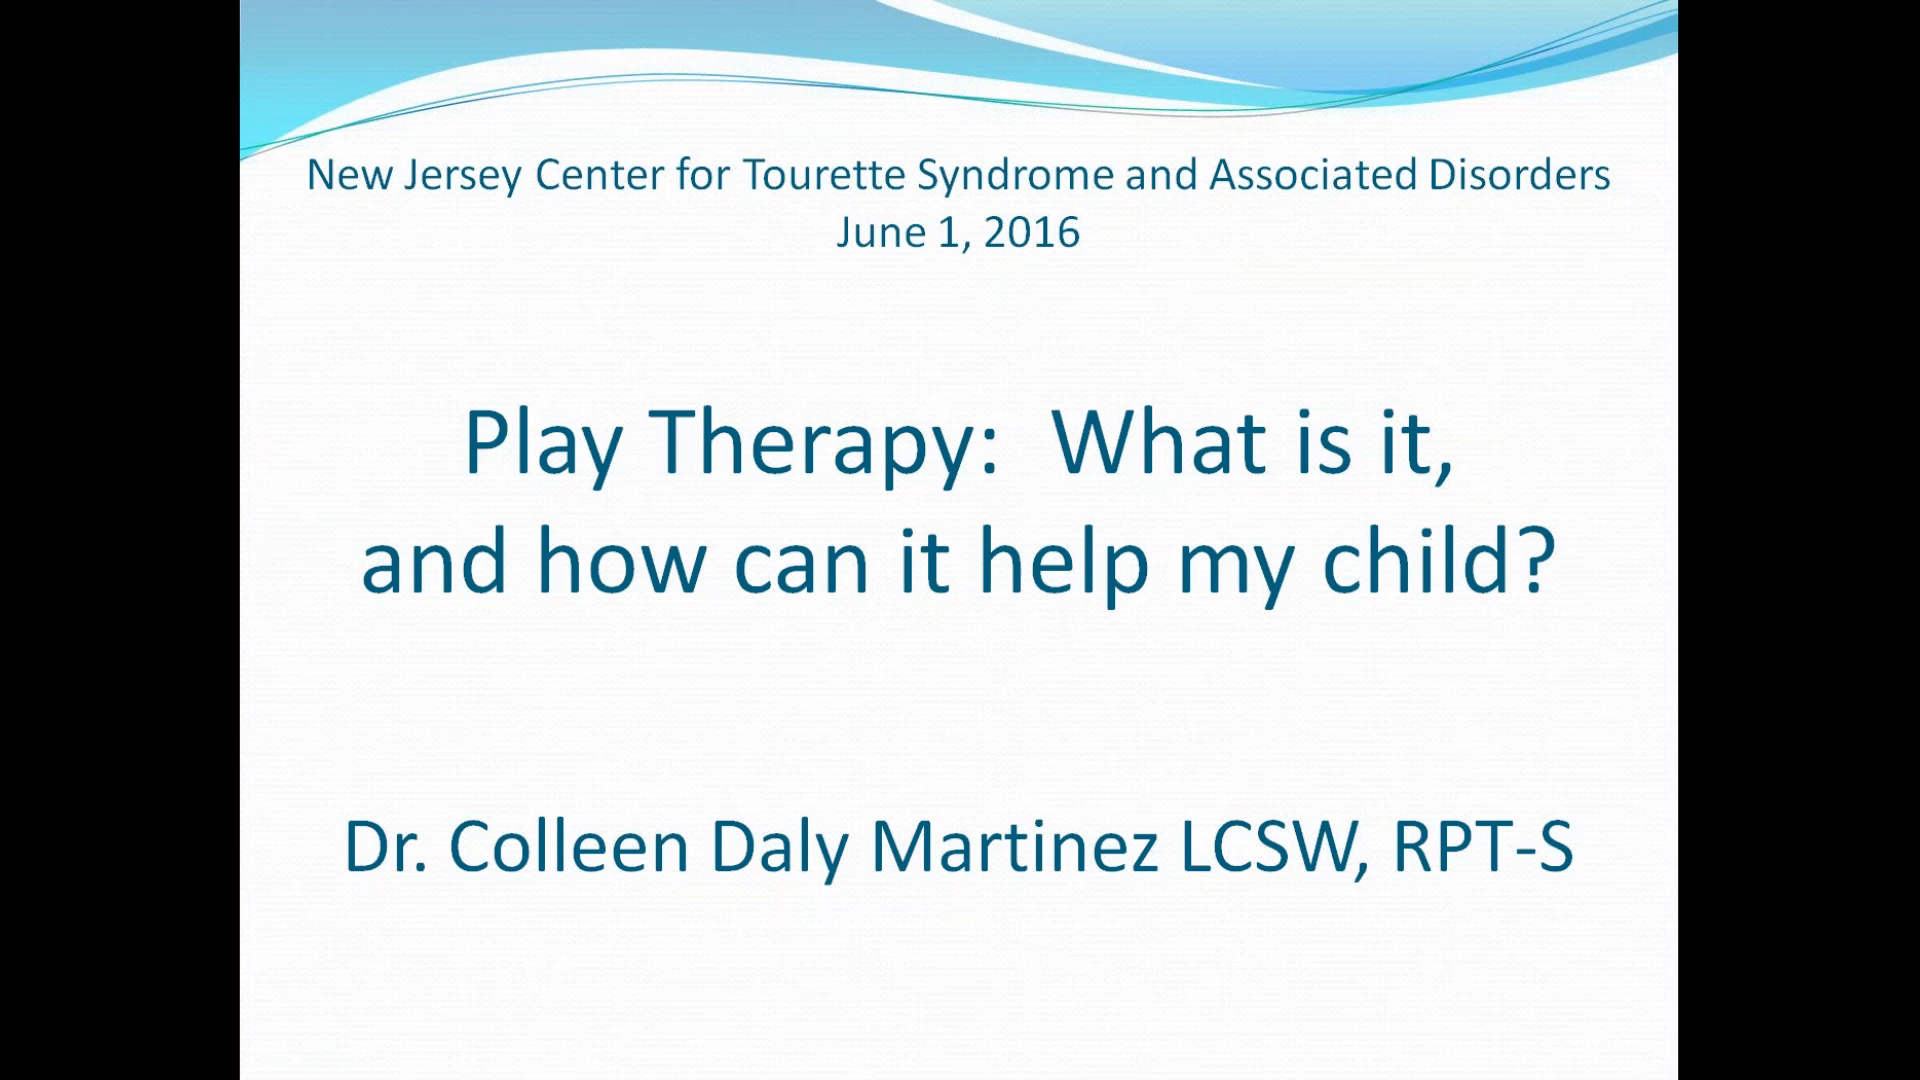 New Jersey Center for Tourette Syndrome and Associated Disorders
June 1, 2016
Play Therapy:  What is it,
and how can it help my child?
Dr. Colleen Daly Martinez LCSW, RPT-S